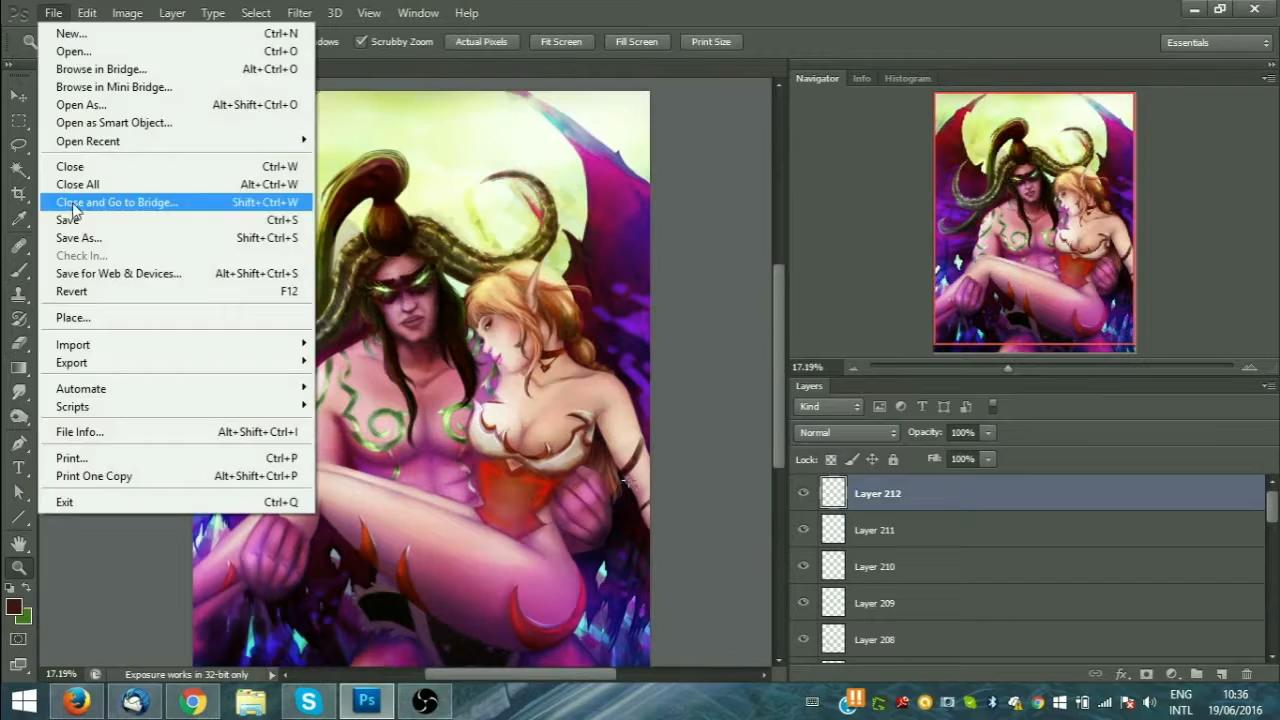 Ps File Edit Image Layer Type Select Filter 3D View Window Help
Scrubby Zoom Actual Pixels Fit Screen Fill Screen Print Size Essentials
New... Ctrl+N
Open... Ctrl+O
Browse in Bridge... Alt+Ctrl+O
Browse in Mini Bridge...
Open As... Alt+Shift+Ctrl+O
Open as Smart Object...
Open Recent
Close Ctrl+W
Close All Alt+Ctrl+W
Close and Go to Bridge... Shift+Ctrl+W
Save Ctrl+S
Save As... Shift+Ctrl+S
Check In...
Save for Web & Devices... Alt+Shift+Ctrl+S
Revert F12
Place...
Import
Export
Automate
Scripts
File Info... Alt+Shift+Ctrl+I
Print... Ctrl+P
Print One Copy Alt+Shift+Ctrl+P
Exit Ctrl+Q
Navigator Info Histogram
17.19%
Layers
Kind
Normal Opacity: 100%
Lock: Fill: 100%
Layer 212
Layer 211
Layer 210
Layer 209
Layer 208
17.19% Exposure works in 32-bit only
Ps
ENG 10:36
INTL 19/06/2016